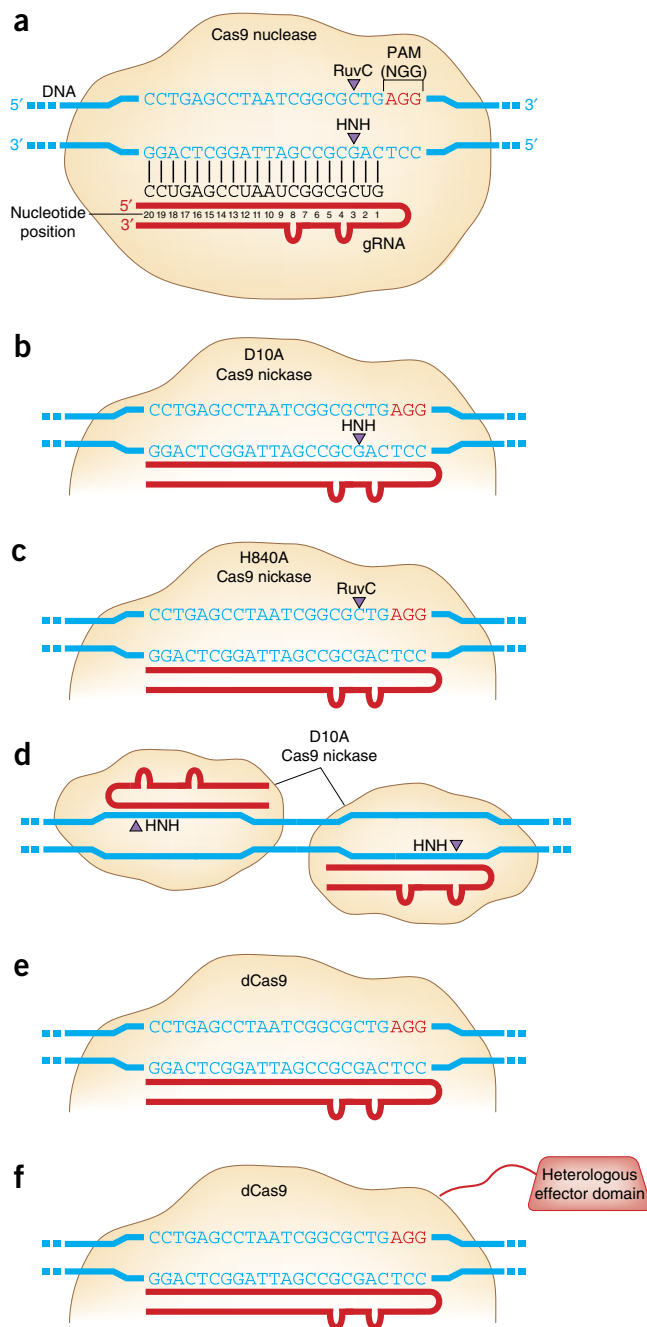 a
Cas9 nuclease
PAM
(NGG)
RuvC
DNA
5′
CCTGAGCCTAATCGGCGCTGAGG
3′
HNH
3′
GGACTCGGATTAGCCGCGACTCC
5′
CCUGAGCCUAAUCGGCGCUG
5′
Nucleotide
position
20 19 18 17 16 15 14 13 12 11 10 9 8 7 6 5 4 3 2 1
3′
gRNA
b
D10A
Cas9 nickase
CCTGAGCCTAATCGGCGCTGAGG
HNH
GGACTCGGATTAGCCGCGACTCC
c
H840A
Cas9 nickase
RuvC
CCTGAGCCTAATCGGCGCTGAGG
GGACTCGGATTAGCCGCGACTCC
d
D10A
Cas9 nickase
HNH
HNH
e
dCas9
CCTGAGCCTAATCGGCGCTGAGG
GGACTCGGATTAGCCGCGACTCC
f
dCas9
Heterologous
effector domain
CCTGAGCCTAATCGGCGCTGAGG
GGACTCGGATTAGCCGCGACTCC